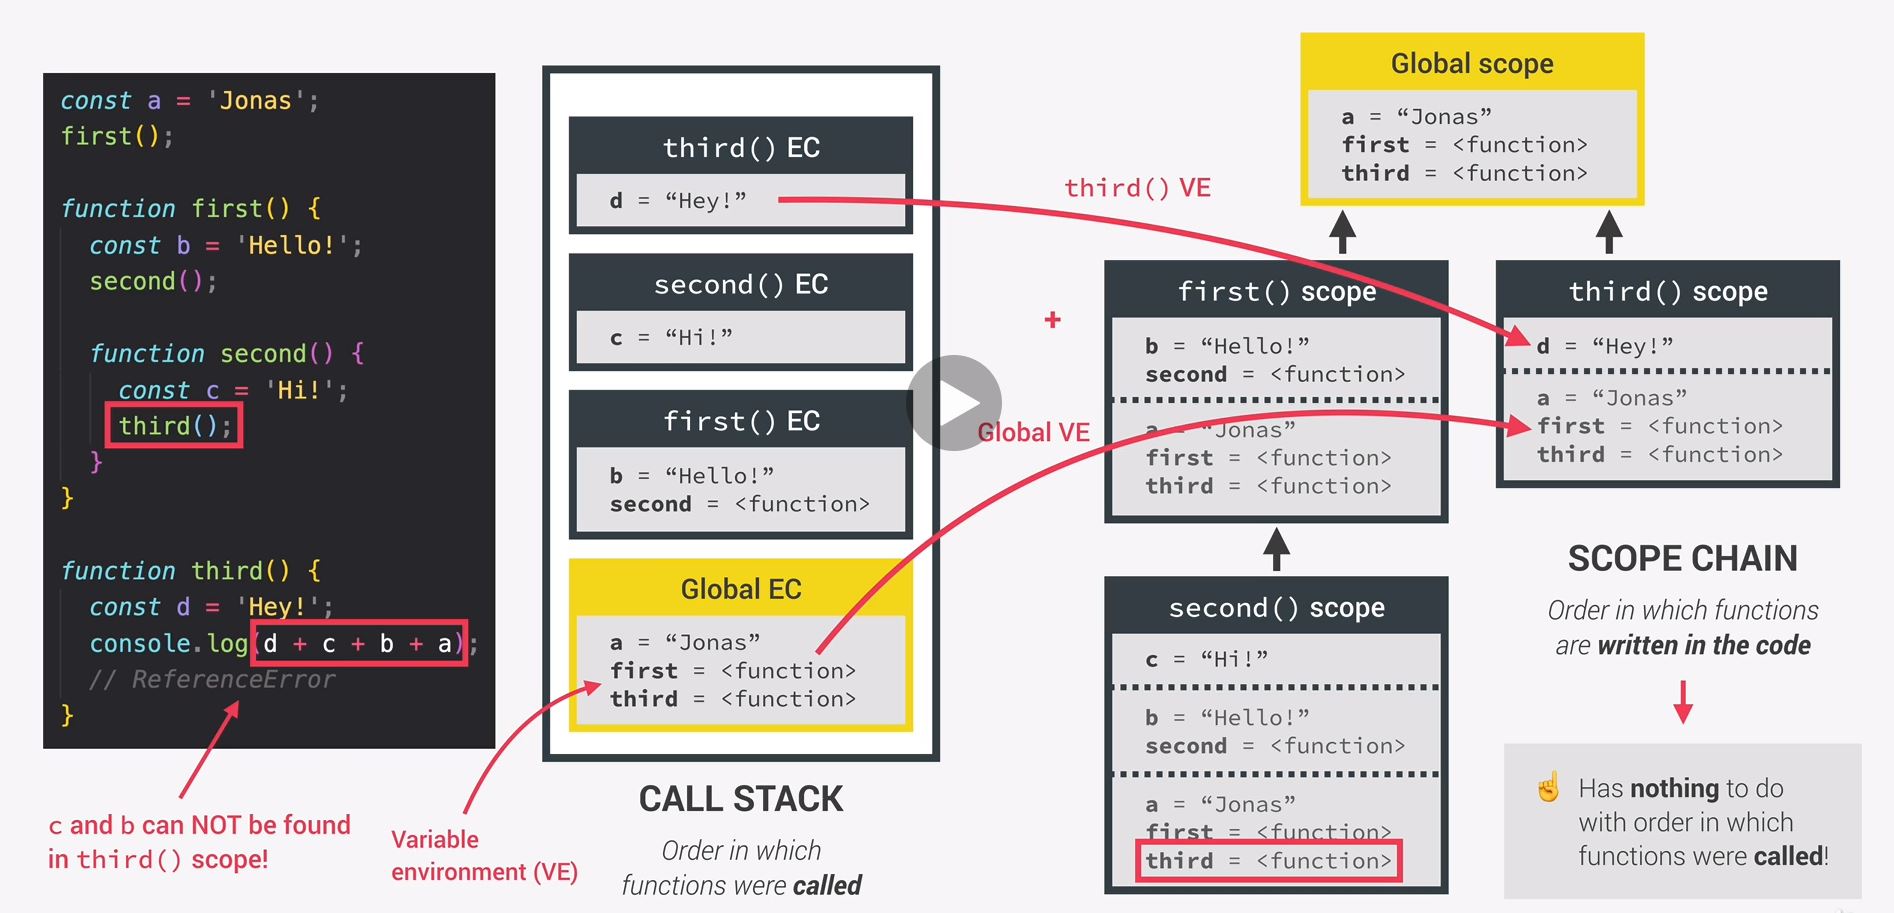 const a = 'Jonas';
first();
function first() {
const b = 'Hello!';
second();
function second() {
const c = 'Hi!';
third();
}
}
function third() {
const d = 'Hey!';
console.log(d + c + b + a);
// ReferenceError
}
c and b can NOT be found
in third() scope!
third() EC
d = “Hey!”
second() EC
c = “Hi!”
first() EC
b = “Hello!”
second = <function>
Global EC
a = “Jonas”
first = <function>
third = <function>
Variable
environment (VE)
CALL STACK
Order in which
functions were called
third() VE
+
Global VE
Global scope
a = “Jonas”
first = <function>
third = <function>
first() scope
b = “Hello!”
second = <function>
a = “Jonas”
first = <function>
third = <function>
second() scope
c = “Hi!”
b = “Hello!”
second = <function>
a = “Jonas”
first = <function>
third = <function>
third() scope
d = “Hey!”
a = “Jonas”
first = <function>
third = <function>
SCOPE CHAIN
Order in which functions
are written in the code
☝️ Has nothing to do
with order in which
functions were called!